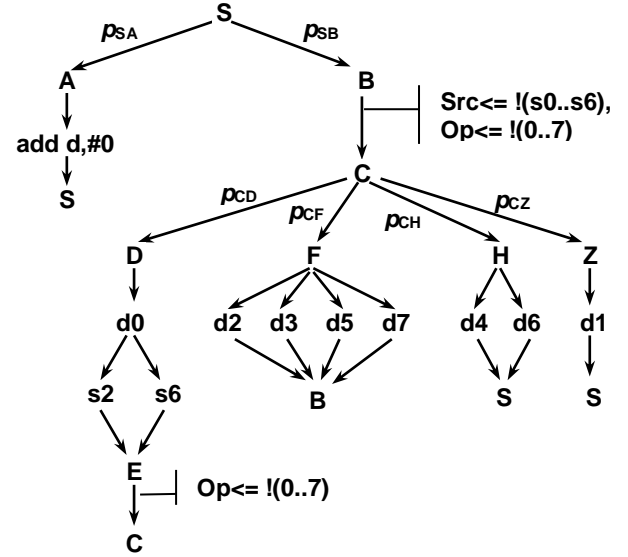 S
pSA pSB
A B
Src<= !(s0..s6),
Op<= !(0..7)
add d,#0
C
S
pCD pCF pCH pCZ
D F H Z
d0 d2 d3 d5 d7 d4 d6 d1
s2 s6 B S S
E
Op<= !(0..7)
C